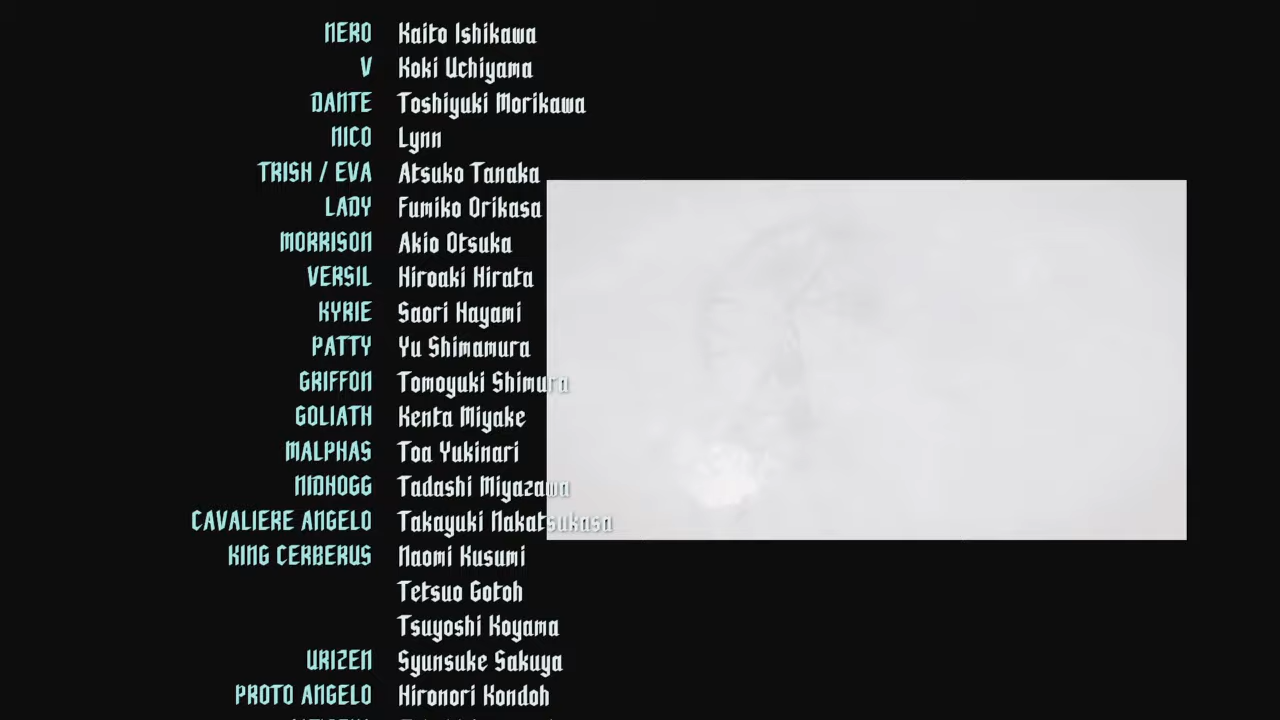 NERO Kaito Ishikawa
V Koki Uchiyama
DANTE Toshiyuki Morikawa
NICO Lynn
TRISH / EVA Atsuko Tanaka
LADY Fumiko Orikasa
MORRISON Akio Otsuka
VERGIL Hiroaki Hirata
KYRIE Saori Hayami
PATTY Yu Shimamura
GRIFFON Tomoyuki Shimura
GOLIATH Kenta Miyake
MALPHAS Toa Yukinari
NIDHOGG Tadashi Miyazawa
CAVALIERE ANGELO Takayuki Nakatsukasa
KING CERBERUS Naomi Kusumi
Tetsuo Gotoh
Tsuyoshi Koyama
URIZEN Syunsuke Sakuya
PROTO ANGELO Hironori Kondoh